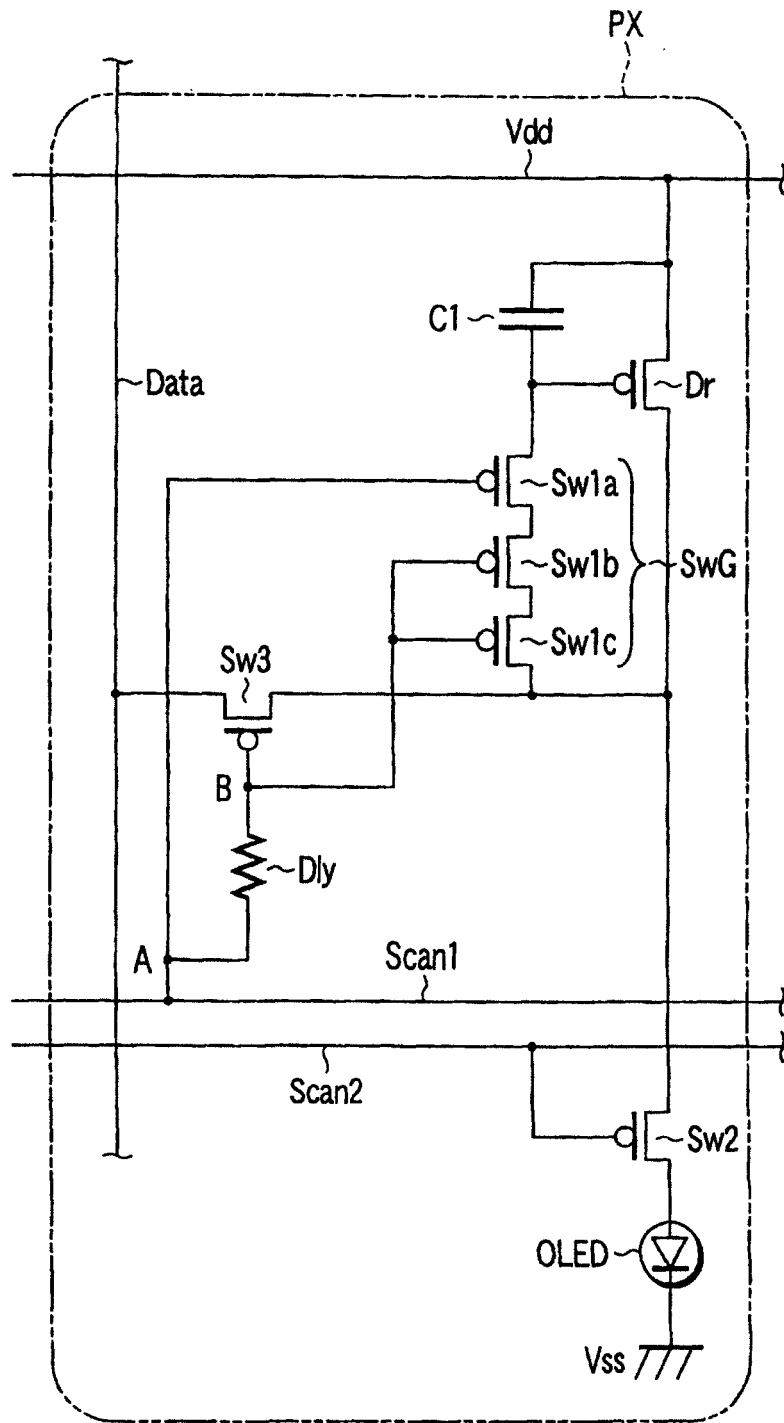 PX
Vdd
C1
Data
Dr
Sw1a
Sw1b
SwG
Sw1c
Sw3
B
Dly
A
Scan1
Scan2
Sw2
OLED
Vss